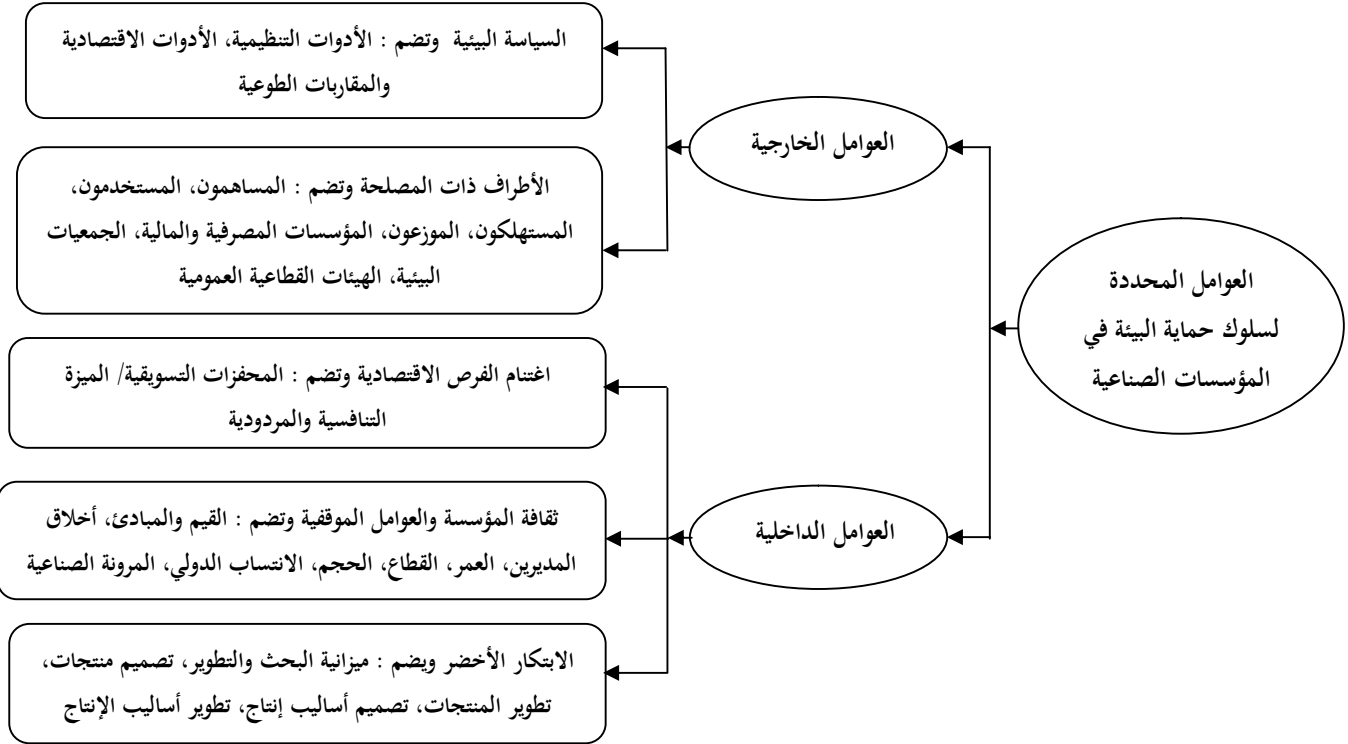 العوامل المحددة
لسلوك حماية البيئة في
المؤسسات الصناعية
العوامل الخارجية
السياسة البيئية وتضم : الأدوات التنظيمية، الأدوات الاقتصادية
والمقاربات الطوعية
الأطراف ذات المصلحة وتضم : المساهمون، المستخدمون،
المستهلكون، الموزعون، المؤسسات المصرفية والمالية، الجمعيات
البيئية، الهيئات القطاعية العمومية
العوامل الداخلية
اغتنام الفرص الاقتصادية وتضم : المحفزات التسويقية/ الميزة
التنافسية والمردودية
ثقافة المؤسسة والعوامل الموقفية وتضم : القيم والمبادئ، أخلاق
المديرين، العمر، القطاع، الحجم، الانتساب الدولي، المرونة الصناعية
الابتكار الأخضر ويضم : ميزانية البحث والتطوير، تصميم منتجات،
تطوير المنتجات، تصميم أساليب إنتاج، تطوير أساليب الإنتاج